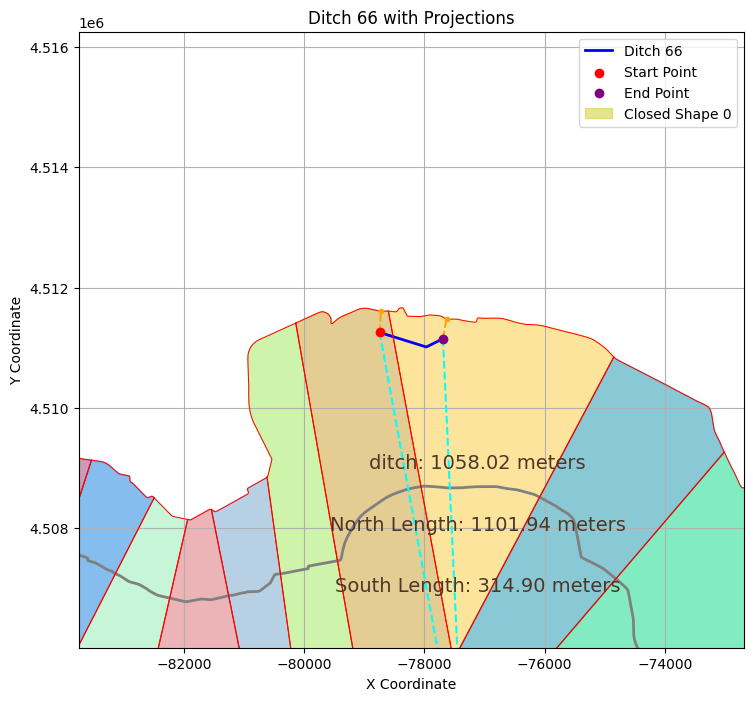 Ditch 66 with Projections
1e6
Ditch 66
Start Point
End Point
Closed Shape 0
4.516
4.514
4.512
4.510
4.508
Y Coordinate
ditch: 1058.02 meters
North Length: 1101.94 meters
South Length: 314.90 meters
−82000 −80000 −78000 −76000 −74000
X Coordinate